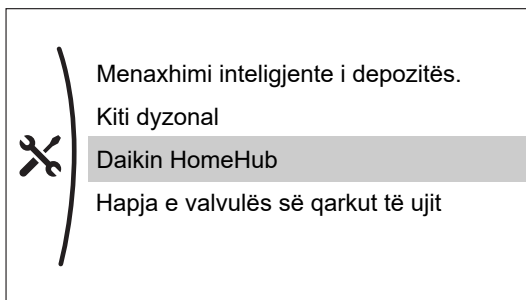 Menaxhimi inteligjente i depozitës.
Kiti dyzonal
Daikin HomeHub
Hapja e valvulës së qarkut të ujit